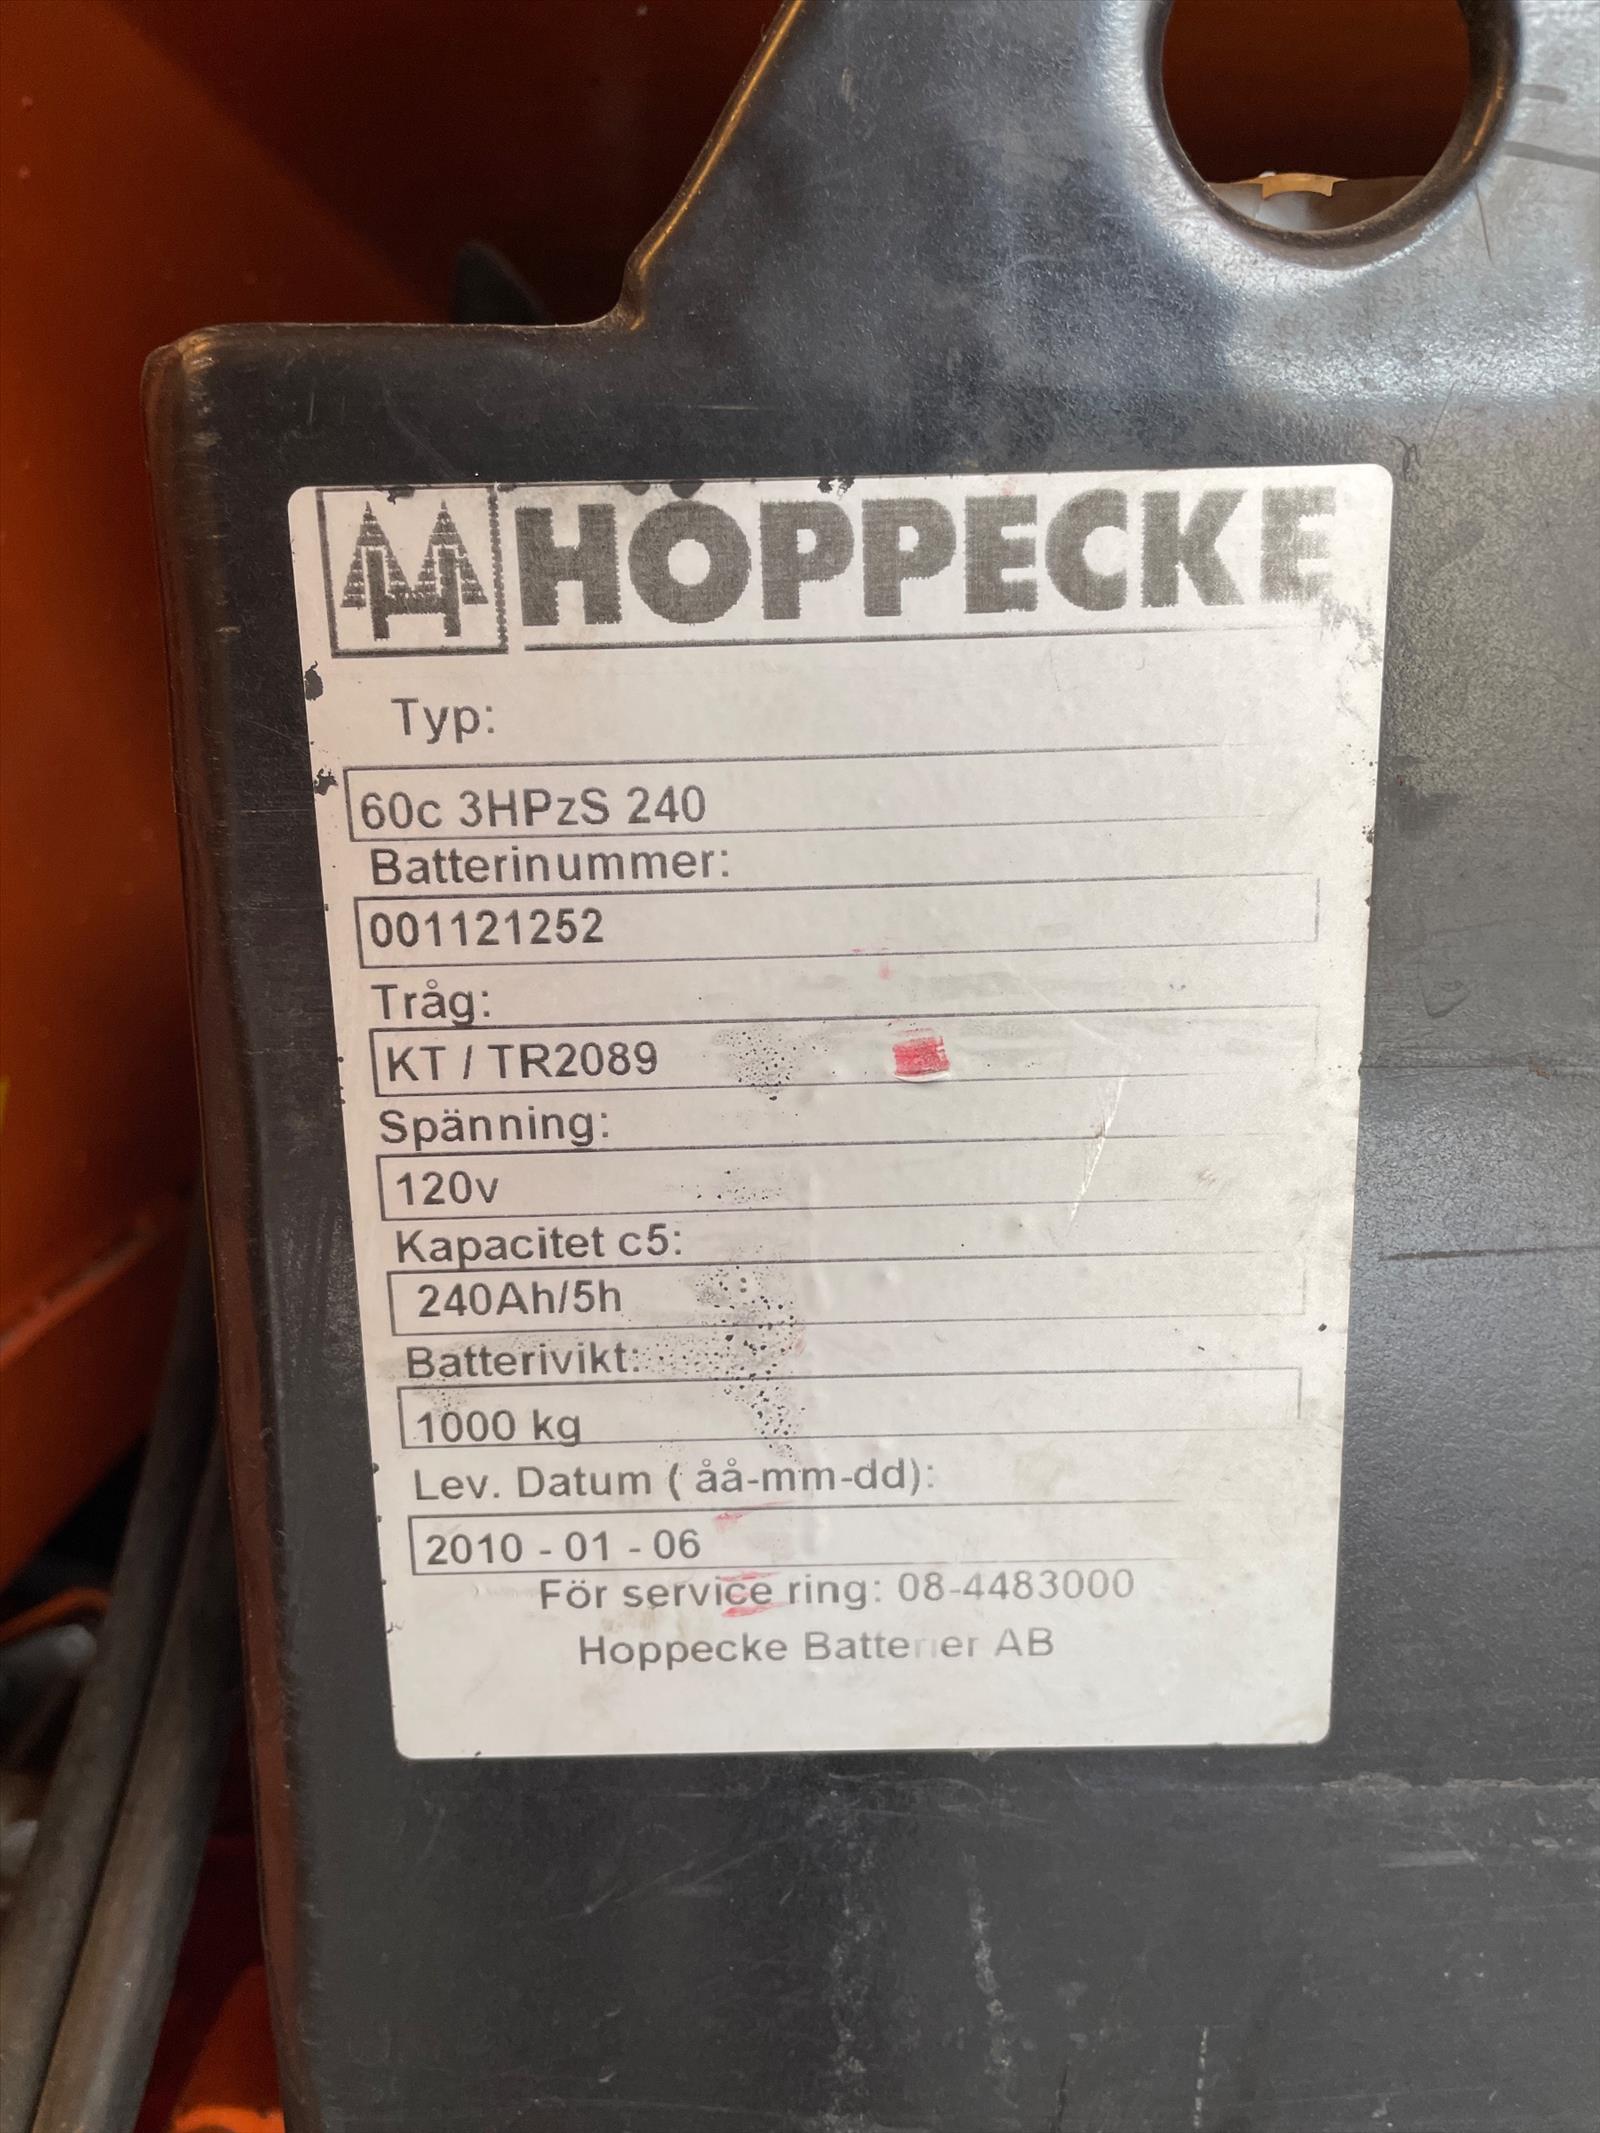 HOPPECKE
Typ:
60c 3HPzS 240
Batterinummer:
001121252
Tråg:
KT / TR2089
Spänning:
120v
Kapacitet c5:
240Ah/5h
Batterivikt:
1000 kg
Lev. Datum ( åå-mm-dd):
2010 - 01 - 06
För service ring: 08-4483000
Hoppecke Batterier AB